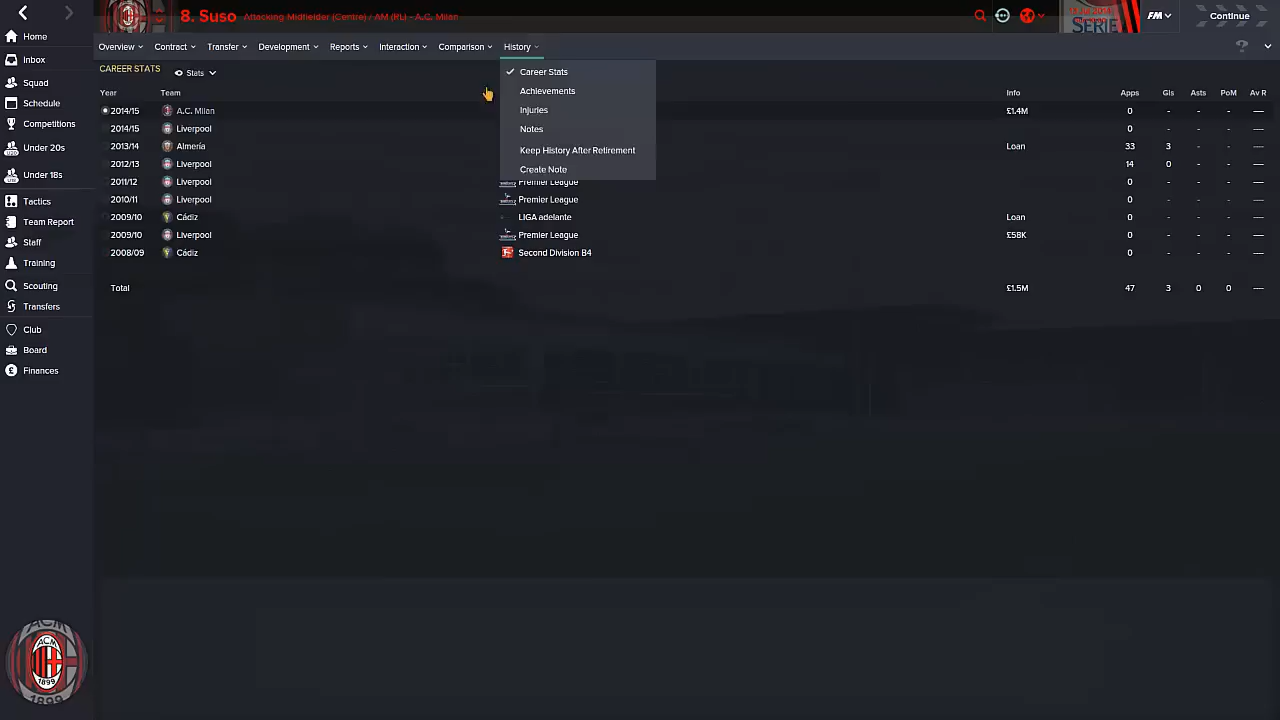 8. Suso Attacking Midfielder (Centre) / AM (RL) - A.C. Milan
FM Continue
SERIE
Home
Inbox
Squad
Schedule
Competitions
Under 20s
Under 18s
Tactics
Team Report
Staff
Training
Scouting
Transfers
Club
Board
Finances
Overview Contract Transfer Development Reports Interaction Comparison History
CAREER STATS Stats
Career Stats
Achievements
Injuries
Notes
Keep History After Retirement
Create Note
Year Team Info Apps Gls Asts PoM Av R
2014/15 A.C. Milan £1.4M 0 - - - —
2014/15 Liverpool 0 - - - —
2013/14 Almería Loan 33 3 - - —
2012/13 Liverpool 14 0 - - —
2011/12 Liverpool Premier League 0 - - - —
2010/11 Liverpool Premier League 0 - - - —
2009/10 Cádiz LIGA adelante Loan 0 - - - —
2009/10 Liverpool Premier League £58K 0 - - - —
2008/09 Cádiz Second Division B4 0 - - - —
Total £1.5M 47 3 0 0 —
ACM
1899